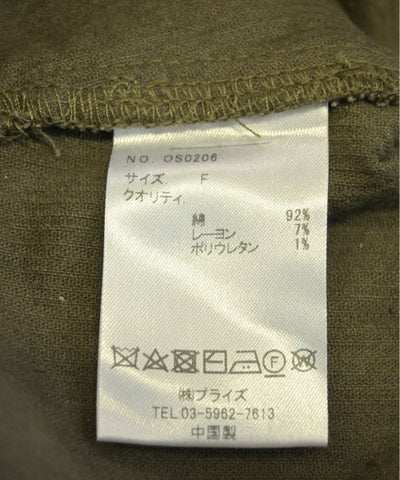 NO OS0206
サイズ F
クオリティ
綿 92%
レーヨン 7%
ポリウレタン 1%
㈱プライズ
TEL.03-5962-7613
中国製